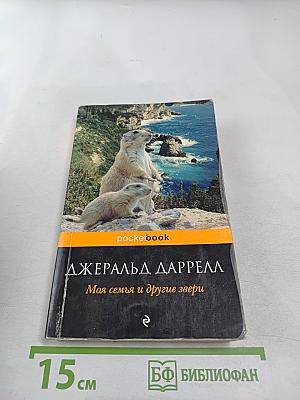 pocketbook
ДЖЕРАЛЬД ДАРРЕЛЛ
Моя семья и другие звери
15 см
БФ БИБЛИОФАН